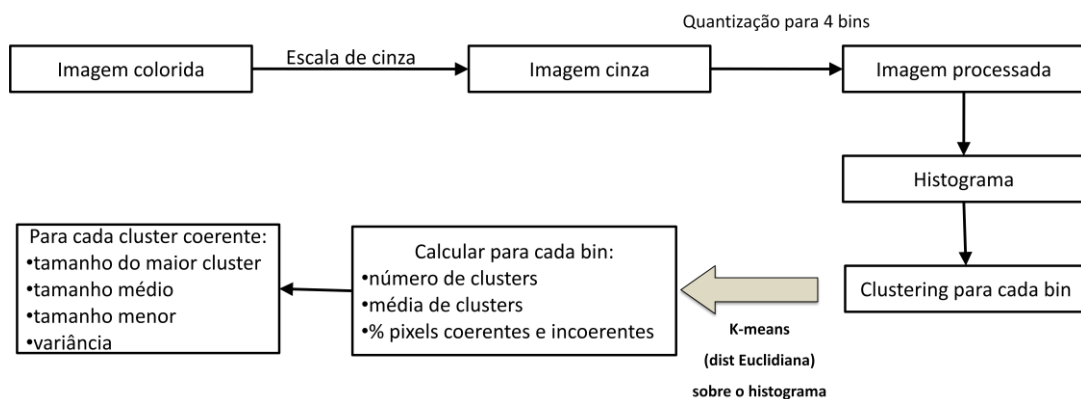 Quantização para 4 bins
Imagem colorida
Escala de cinza
Imagem cinza
Imagem processada
Histograma
Clustering para cada bin
K-means
(dist Euclidiana)
sobre o histograma
Calcular para cada bin:
•número de clusters
•média de clusters
•% pixels coerentes e incoerentes
Para cada cluster coerente:
•tamanho do maior cluster
•tamanho médio
•tamanho menor
•variância